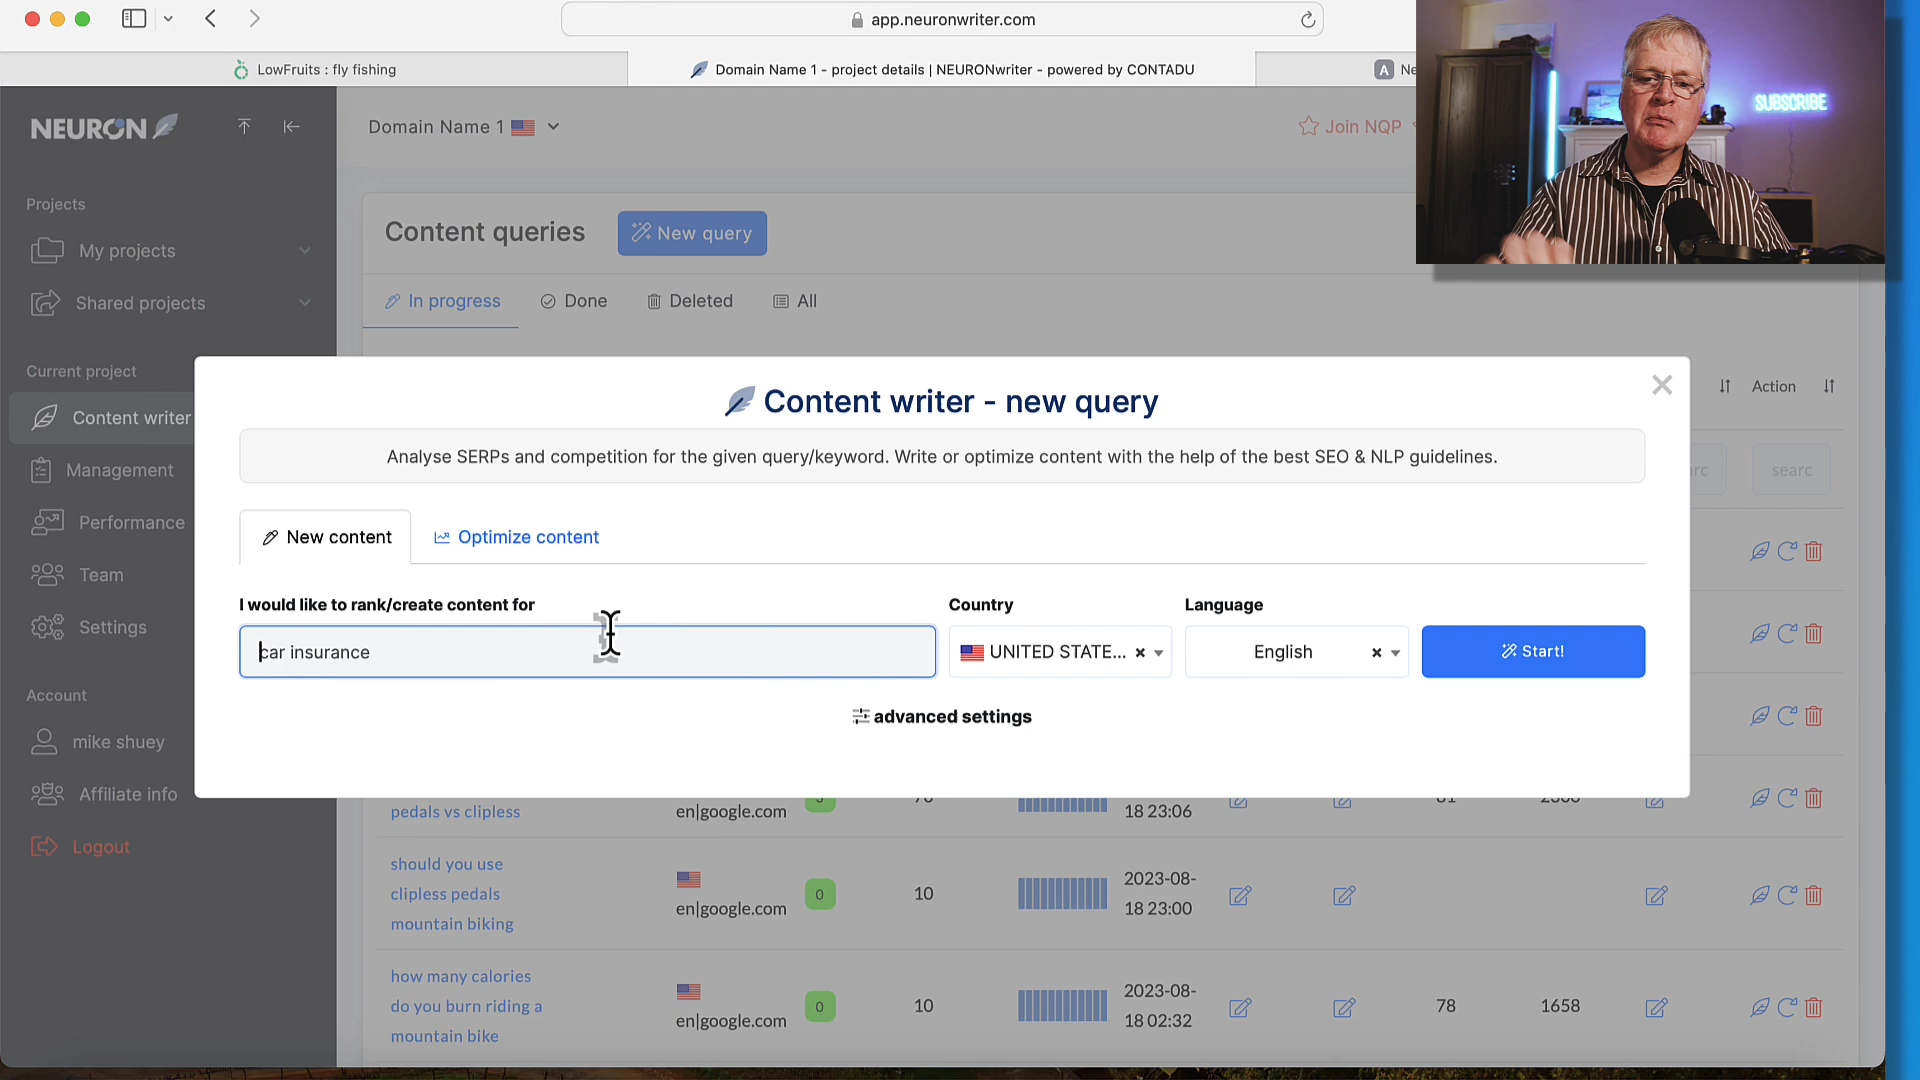 app.neuronwriter.com
LowFruits : fly fishing
Domain Name 1 - project details | NEURONwriter - powered by CONTADU
A Ne
NEURON
Domain Name 1
Join NQP
SUBSCRIBE
Projects
My projects
Shared projects
Content queries
New query
In progress
Done
Deleted
All
Current project
Content writer
Management
Performance
Team
Settings
Account
mike shuey
Affiliate info
Logout
Action
searc
Content writer - new query
Analyse SERPs and competition for the given query/keyword. Write or optimize content with the help of the best SEO & NLP guidelines.
New content
Optimize content
I would like to rank/create content for
Country
Language
car insurance
UNITED STATE...
English
Start!
advanced settings
pedals vs clipless
en|google.com
18 23:06
should you use
clipless pedals
mountain biking
en|google.com
0
10
2023-08-
18 23:00
how many calories
do you burn riding a
mountain bike
en|google.com
0
10
2023-08-
18 02:32
78
1658